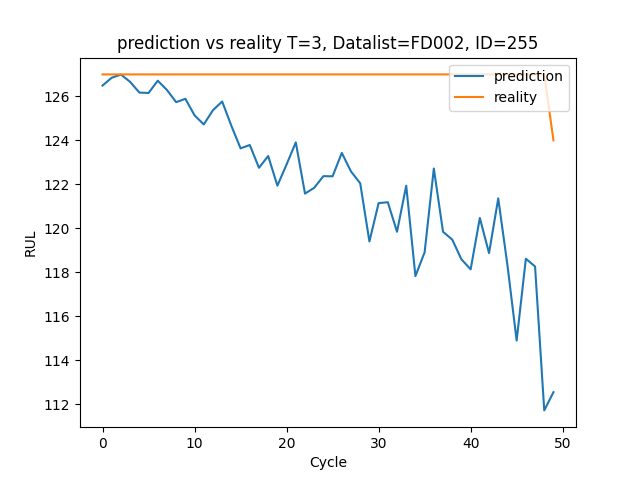 prediction vs reality T=3, Datalist=FD002, ID=255
prediction
reality
RUL
126
124
122
120
118
116
114
112
0 10 20 30 40 50
Cycle